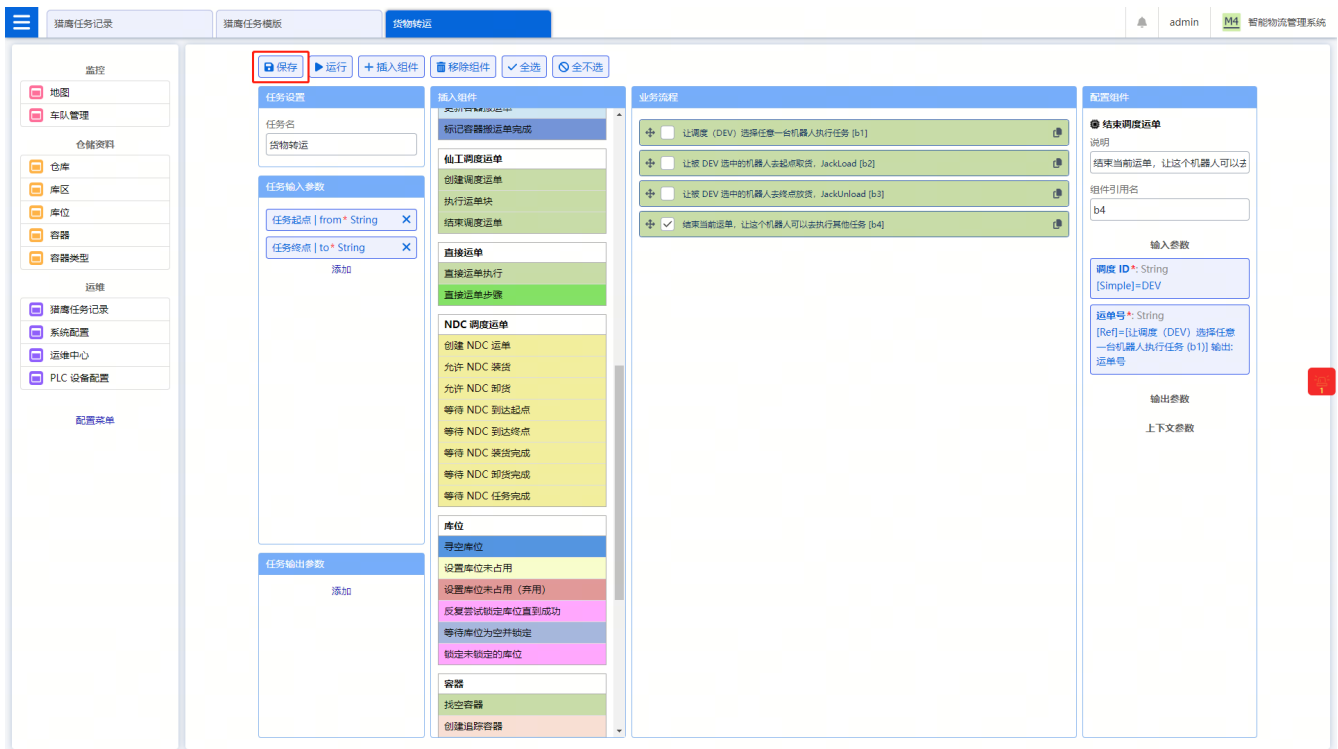 猎鹰任务记录
猎鹰任务模版
货物转运
admin
M4 智能物流管理系统
监控
地图
车队管理
仓储资料
仓库
库区
库位
容器
容器类型
运维
猎鹰任务记录
系统配置
运维中心
PLC 设备配置
配置菜单
保存
运行
插入组件
移除组件
全选
全不选
任务设置
任务名
货物转运
任务输入参数
任务起点 | from* String
任务终点 | to* String
添加
任务输出参数
添加
插入组件
更新容器搬运单
标记容器搬运单完成
仙工调度运单
创建调度运单
执行运单块
结束调度运单
直接运单
直接运单执行
直接运单步骤
NDC 调度运单
创建 NDC 运单
允许 NDC 装货
允许 NDC 卸货
等待 NDC 到达起点
等待 NDC 到达终点
等待 NDC 装货完成
等待 NDC 卸货完成
等待 NDC 任务完成
库位
寻空库位
设置库位未占用
设置库位未占用（弃用）
反复尝试锁定库位直到成功
等待库位为空并锁定
锁定未锁定的库位
容器
找空容器
创建追踪容器
业务流程
让调度（DEV）选择任意一台机器人执行任务 [b1]
让被 DEV 选中的机器人去起点取货，JackLoad [b2]
让被 DEV 选中的机器人去终点放货，JackUnload [b3]
结束当前运单，让这个机器人可以去执行其他任务 [b4]
配置组件
结束调度运单
说明
结束当前运单，让这个机器人可以去
组件引用名
b4
输入参数
调度 ID*: String
[Simple]=DEV
运单号*: String
[Ref]=[让调度（DEV）选择任意
一台机器人执行任务 (b1)] 输出:
运单号
输出参数
上下文参数
1